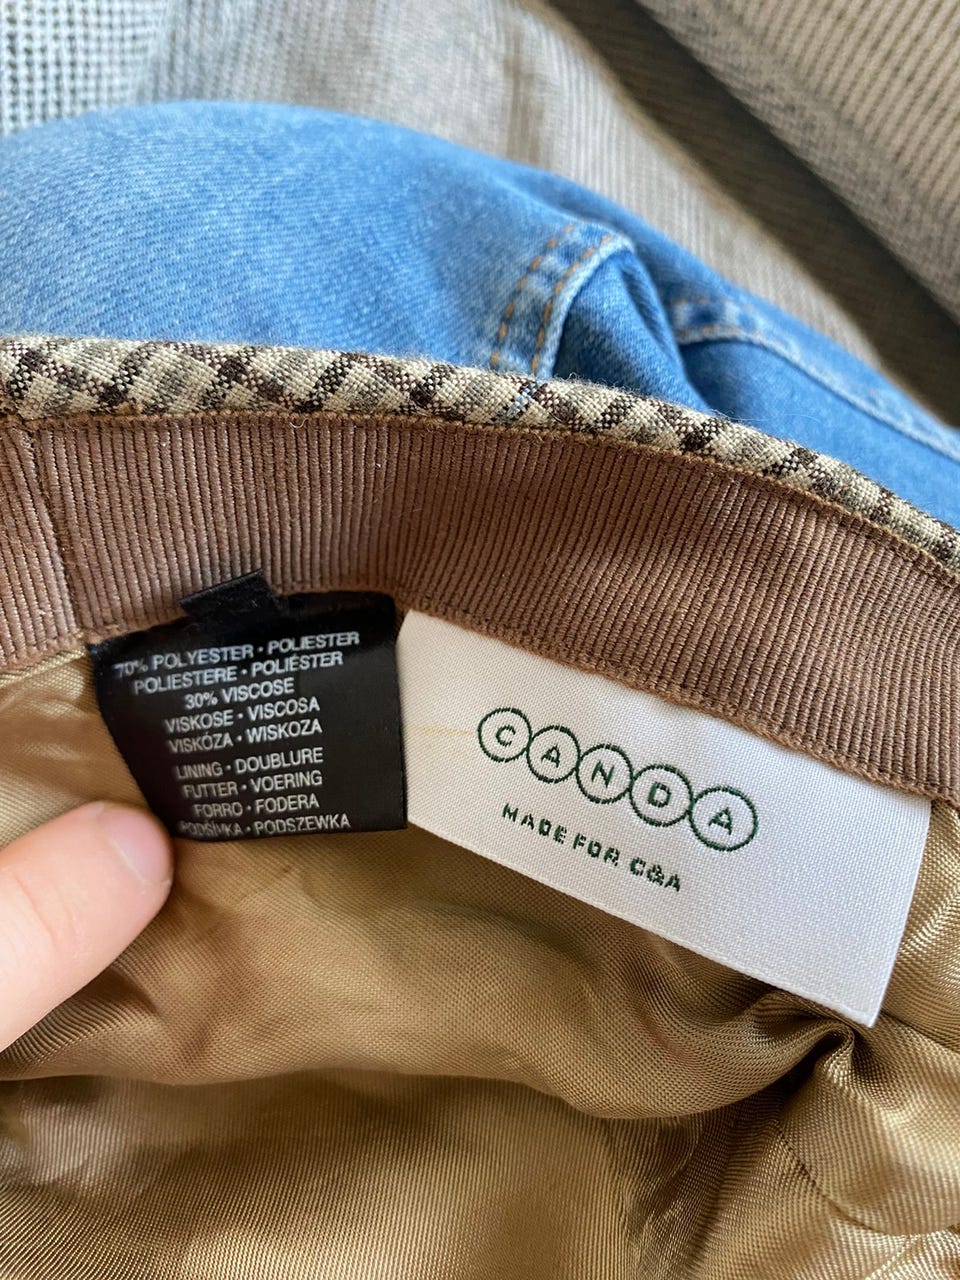 70% POLYESTER · POLIESTER
POLIESTERE · POLIÉSTER
30% VISCOSE
VISKOSE · VISCOSA
VISKÓZA · WISKOZA
LINING · DOUBLURE
FUTTER · VOERING
FORRO · FODERA
PODŠÍVKA · PODSZEWKA
CANDA
MADE FOR C&A